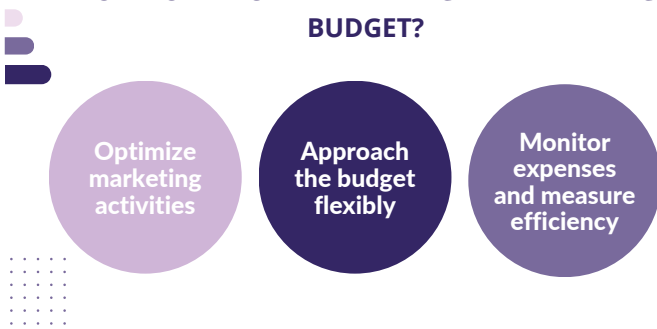 BUDGET?
Optimize
marketing
activities
Approach
the budget
flexibly
Monitor
expenses
and measure
efficiency